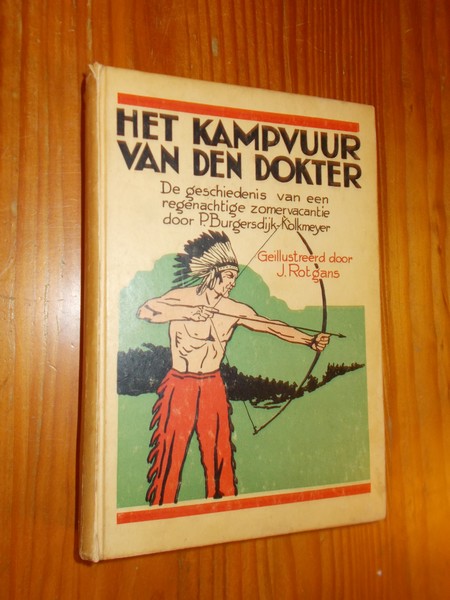 HET KAMPVUUR
VAN DEN DOKTER
De geschiedenis van een
regenachtige zomervacantie
door P. Burgersdijk-Kolkmeyer
Geïllustreerd door
J. Rotgans